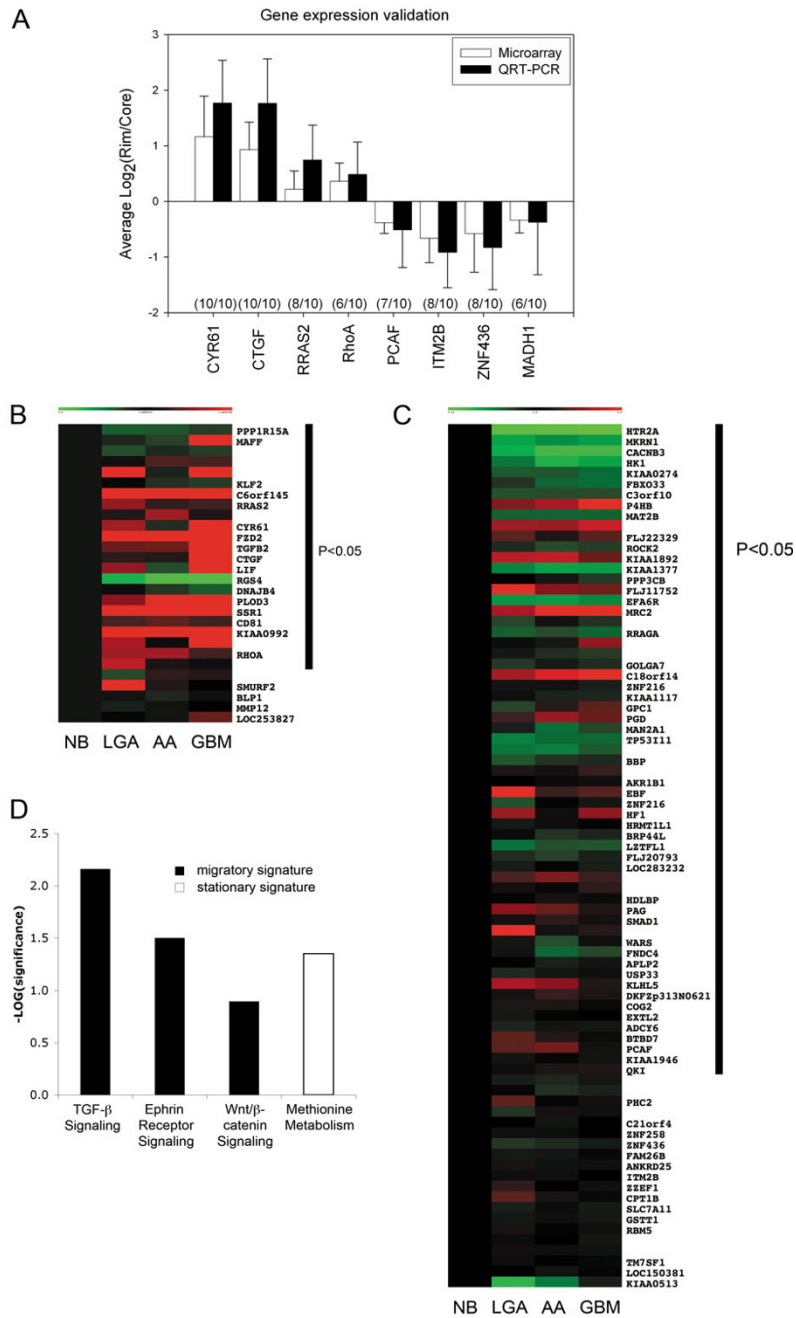 A
Gene expression validation
3
2
1
0
-1
-2
Average Log2(Rim/Core)
Microarray
QRT-PCR
(10/10) (10/10) (8/10) (6/10) (7/10) (8/10) (8/10) (6/10)
CYR61
CTGF
RRAS2
RhoA
PCAF
ITM2B
ZNF436
MADH1
B
PPP1R15A
MAFF
KLF2
C6orf145
RRAS2
CYR61
FZD2
TGFB2
CTGF
LIF
RGS4
DNAJB4
PLOD3
SSR1
CD81
KIAA0992
RHOA
SMURF2
BLP1
MMP12
LOC253827
P<0.05
NB LGA AA GBM
C
HTR2A
MKRN1
CACNB3
HK1
KIAA0274
FBXO33
C3orf10
P4HB
MAT2B
FLJ22329
ROCK2
KIAA1892
KIAA1377
PPP3CB
FLJ11752
EFA6R
MRC2
RRAGA
GOLGA7
C18orf14
ZNF216
KIAA1117
GPC1
PGD
MAN2A1
TP53I11
BBP
AKR1B1
EBF
ZNF216
HF1
HRMT1L1
BRP44L
LZTFL1
FLJ20793
LOC283232
HDLBP
PAG
SMAD1
WARS
FNDC4
APLP2
USP33
KLHL5
DKFZp313N0621
COG2
EXTL2
ADCY6
BTBD7
PCAF
KIAA1946
QKI
PHC2
C21orf4
ZNF258
ZNF436
FAM26B
ANKRD25
ITM2B
ZZEF1
CPT1B
SLC7A11
GSTT1
RBM5
TM7SF1
LOC150381
KIAA0513
P<0.05
NB LGA AA GBM
D
2.5
2.0
1.5
1.0
0.5
0.0
-LOG(significance)
migratory signature
stationary signature
TGF-β
Signaling
Ephrin
Receptor
Signaling
Wnt/β-
catenin
Signaling
Methionine
Metabolism